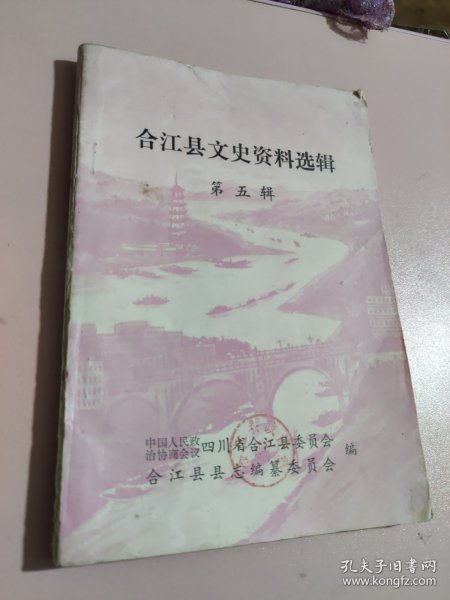 合江县文史资料选辑
第五辑
中国人民政
治协商会议 四川省合江县委员会
合江县县志编纂委员会 编
孔夫子旧书网
www.kongfz.com